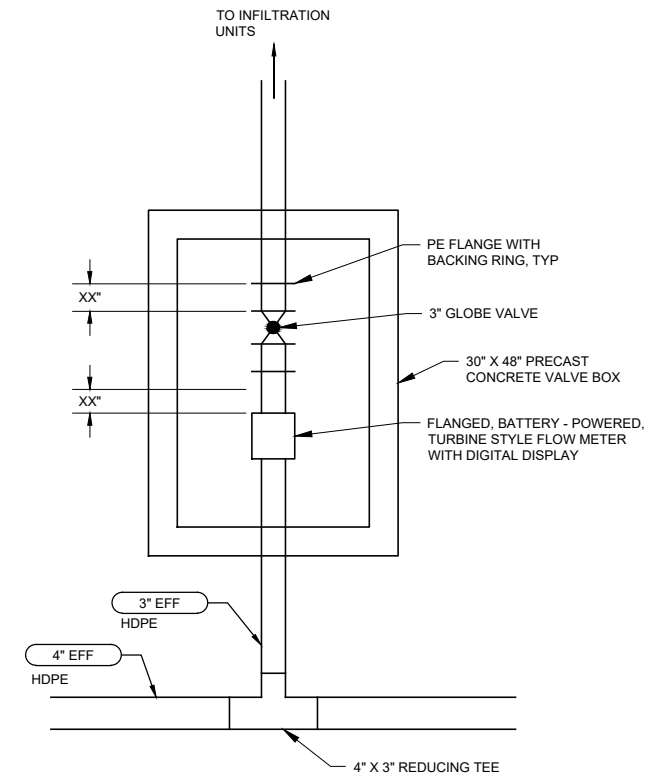 TO INFILTRATION
UNITS
PE FLANGE WITH
BACKING RING, TYP
XX"
3" GLOBE VALVE
30" X 48" PRECAST
CONCRETE VALVE BOX
XX"
FLANGED, BATTERY - POWERED,
TURBINE STYLE FLOW METER
WITH DIGITAL DISPLAY
3" EFF
HDPE
4" EFF
HDPE
4" X 3" REDUCING TEE